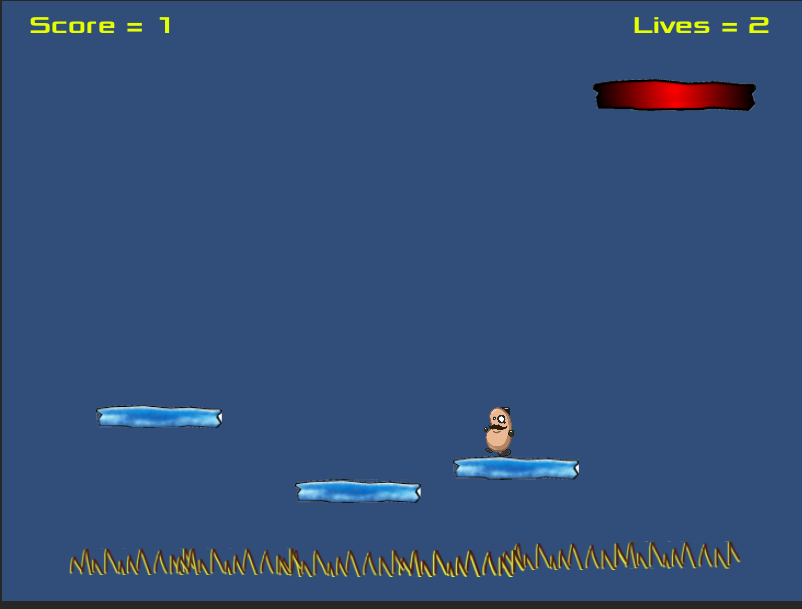 Score = 1
Lives = 2